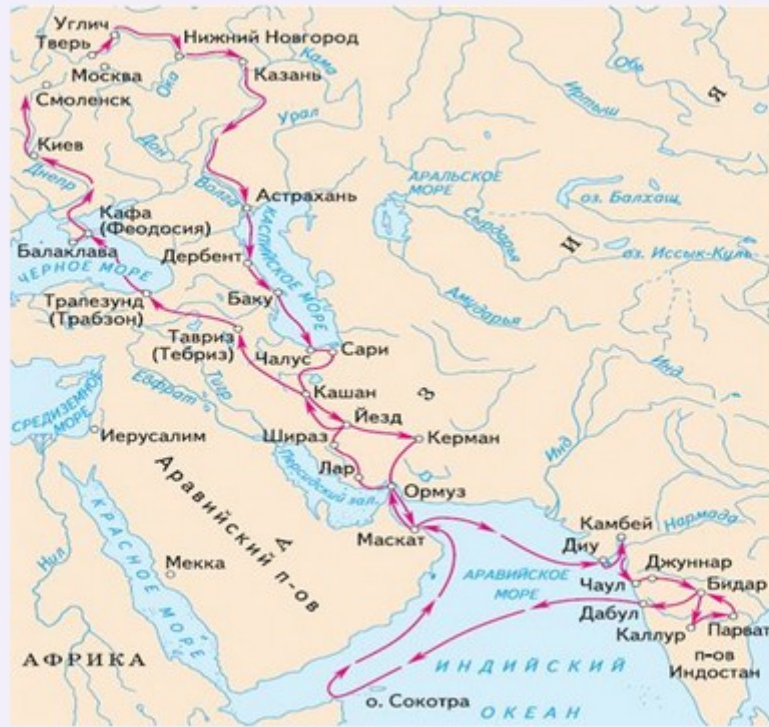 Углич
Тверь
Нижний Новгород
Москва
Ока
Казань
Кама
Обь
Иртыш
Я
Смоленск
Урал
Киев
Дон
Днепр
Волга
Астрахань
АРАЛЬСКОЕ
МОРЕ
оз. Балхаш
Кафа
(Феодосия)
Сырдарья
И
оз. Иссык-Куль
Балаклава
КАСПИЙСКОЕ МОРЕ
Дербент
ЧЕРНОЕ МОРЕ
Баку
Амударья
Трапезунд
(Трабзон)
Тавриз
(Тебриз)
Чалус
Сари
Инд
Евфрат
Тигр
Кашан
З
СРЕДИЗЕМНОЕ
МОРЕ
Йезд
Иерусалим
Шираз
Керман
Инд
Лар
Персидский зал.
Ормуз
Аравийский п-ов
А
Маскат
Камбей
Нармада
Диу
Джуннар
КРАСНОЕ МОРЕ
Нил
Мекка
АРАВИЙСКОЕ
МОРЕ
Чаул
Бидар
Дабул
Каллур
Парват
АФРИКА
п-ов
Индостан
ИНДИЙСКИЙ
о. Сокотра
ОКЕАН